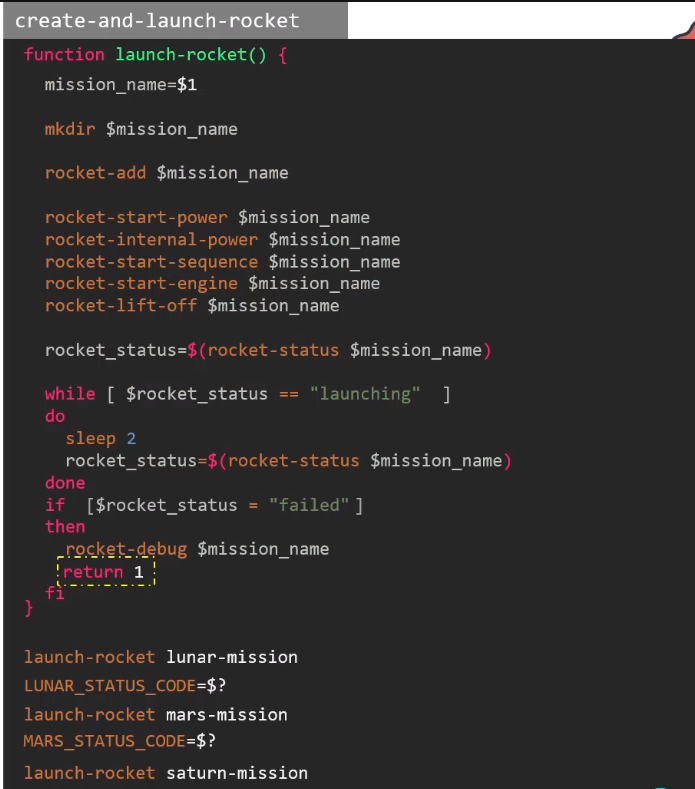 create-and-launch-rocket
function launch-rocket() {
mission_name=$1
mkdir $mission_name
rocket-add $mission_name
rocket-start-power $mission_name
rocket-internal-power $mission_name
rocket-start-sequence $mission_name
rocket-start-engine $mission_name
rocket-lift-off $mission_name
rocket_status=$(rocket-status $mission_name)
while [ $rocket_status == "launching"  ]
do
sleep 2
rocket_status=$(rocket-status $mission_name)
done
if  [$rocket_status = "failed" ]
then
rocket-debug $mission_name
return 1
fi
}
launch-rocket lunar-mission
LUNAR_STATUS_CODE=$?
launch-rocket mars-mission
MARS_STATUS_CODE=$?
launch-rocket saturn-mission